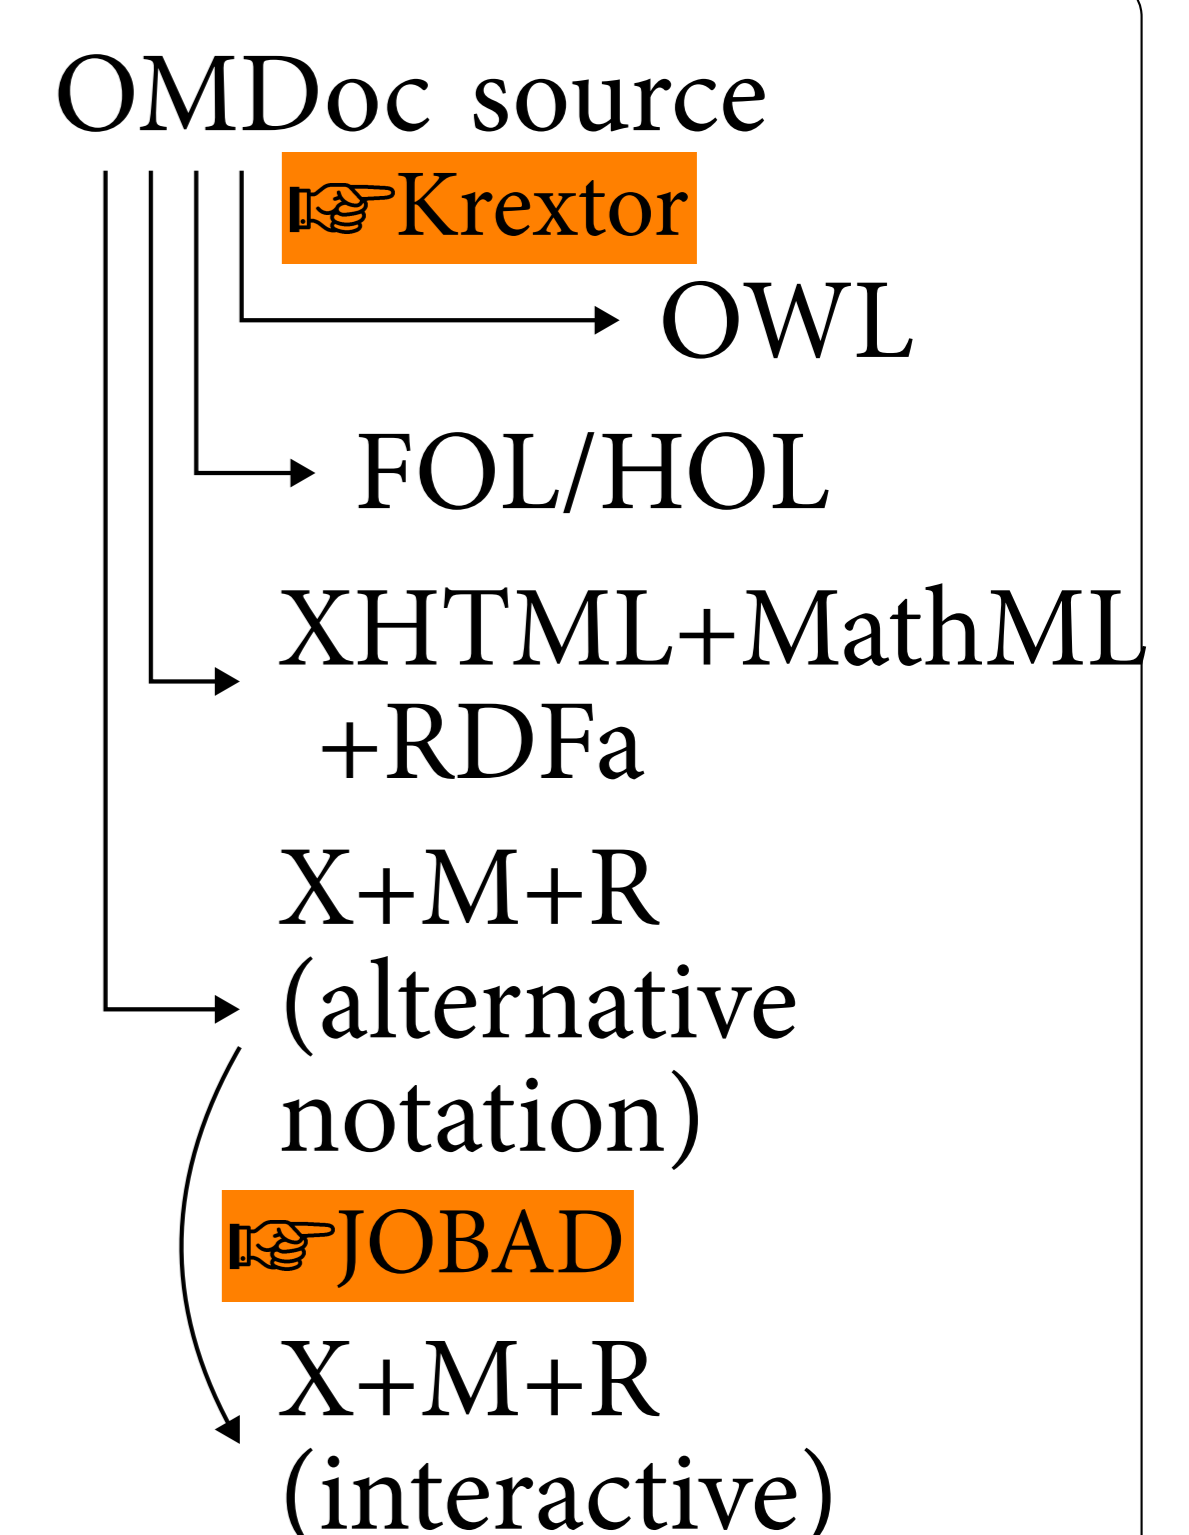 OMDoc source
☞Krextor
OWL
FOL/HOL
XHTML+MathML
+RDFa
X+M+R
(alternative
notation)
☞JOBAD
X+M+R
(interactive)